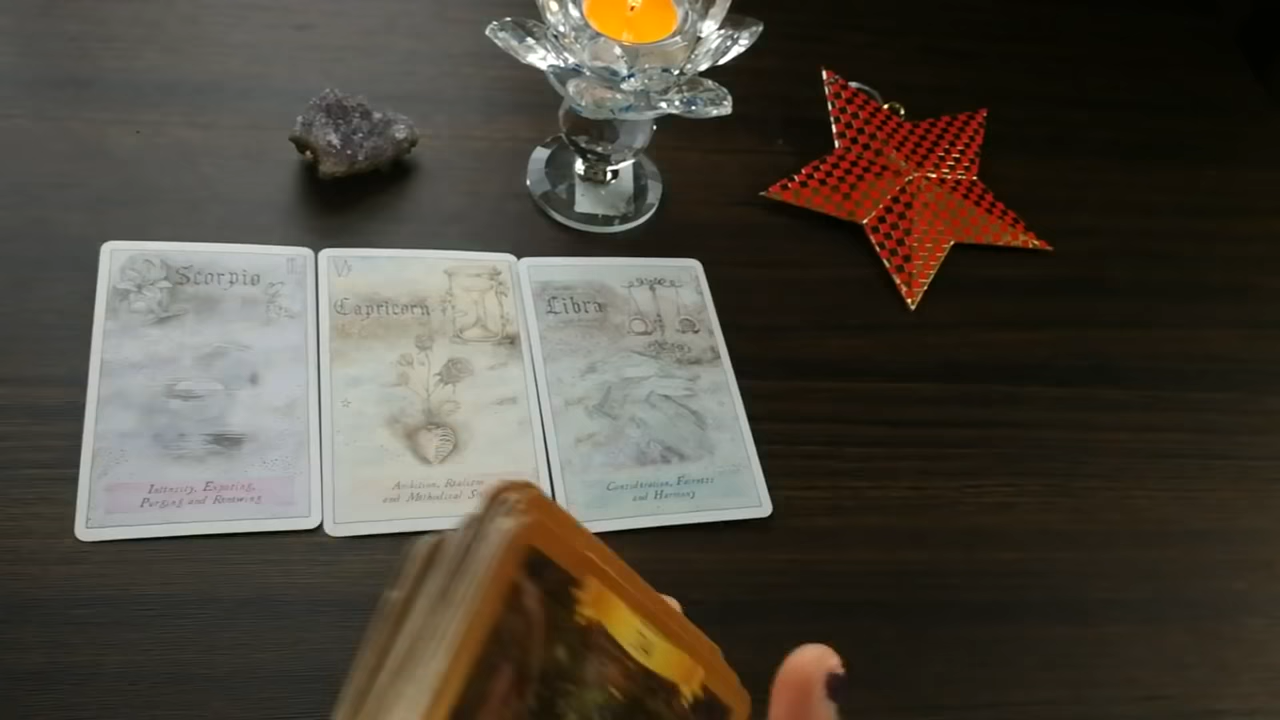 Scorpio
Intensity, Exposing,
Purging and Renewing
Capricorn
Ambition, Realism
and Methodical
Libra
Consideration, Fairness
and Harmony